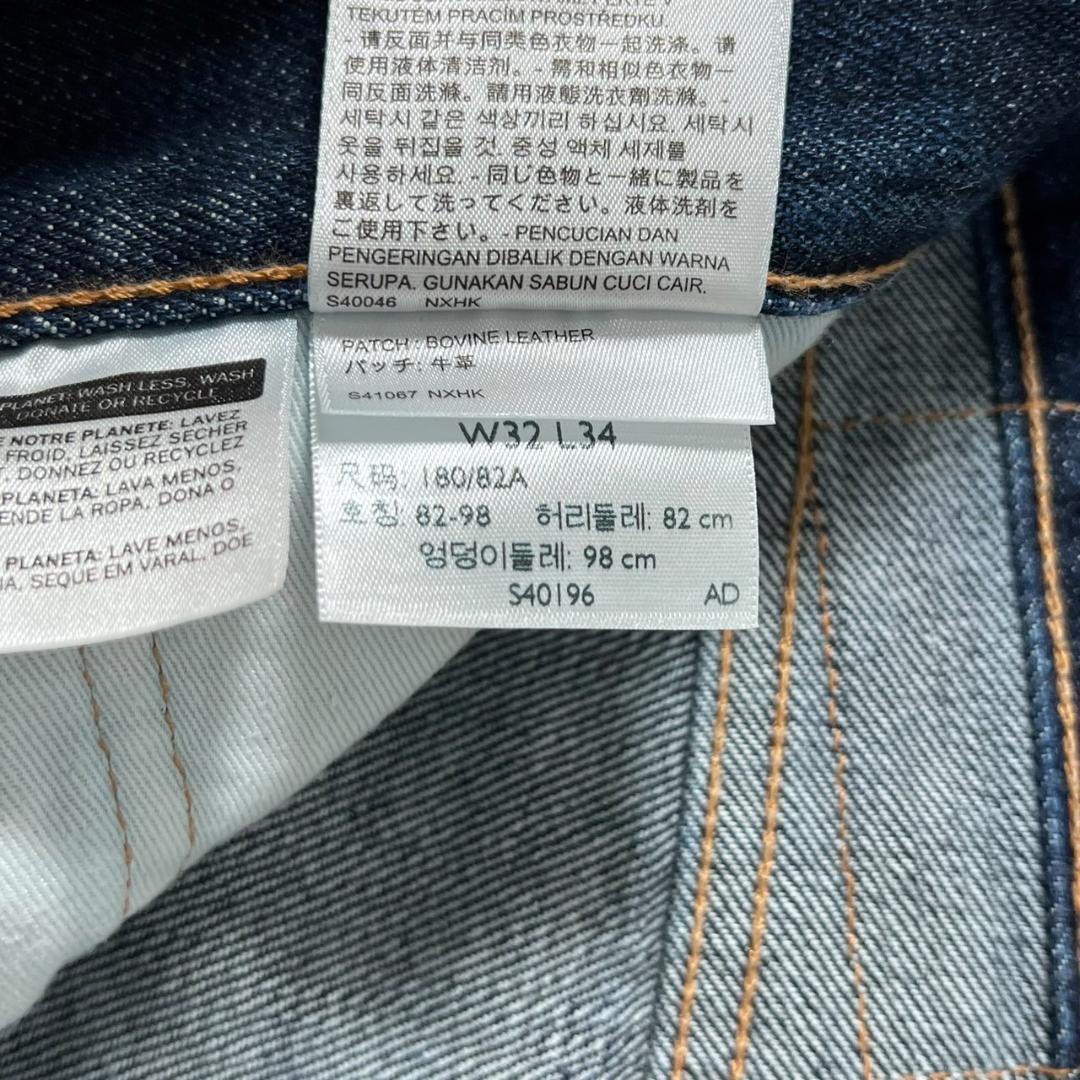 TEKUTEM PRACÍM PROSTŘEDKU.
- 请反面并与同类色衣物一起洗涤。请
使用液体清洁剂。- 需和相似色衣物一
同反面洗滌。請用液態洗衣劑洗滌。-
세탁시 같은 색상끼리 하십시요. 세탁시
옷을 뒤집을 것. 중성 액체 세제를
사용하세요. - 同じ色物と一緒に製品を
裏返して洗ってください。液体洗剤を
ご使用下さい。- PENCUCIAN DAN
PENGERINGAN DIBALIK DENGAN WARNA
SERUPA. GUNAKAN SABUN CUCI CAIR.
S40046 NXHK
PATCH : BOVINE LEATHER
パッチ: 牛革
S41067 NXHK
W32 L34
尺码: 180/82A
호칭: 82-98 허리둘레: 82 cm
엉덩이둘레: 98 cm
S40196 AD
PLANET: WASH LESS, WASH
DONATE OR RECYCLE
NOTRE PLANETE: LAVEZ
FROID, LAISSEZ SECHER
DONNEZ OU RECYCLEZ
PLANETA: LAVA MENOS,
ENDE LA ROPA, DONA O
PLANETA: LAVE MENOS,
SEQUE EM VARAL, DOE